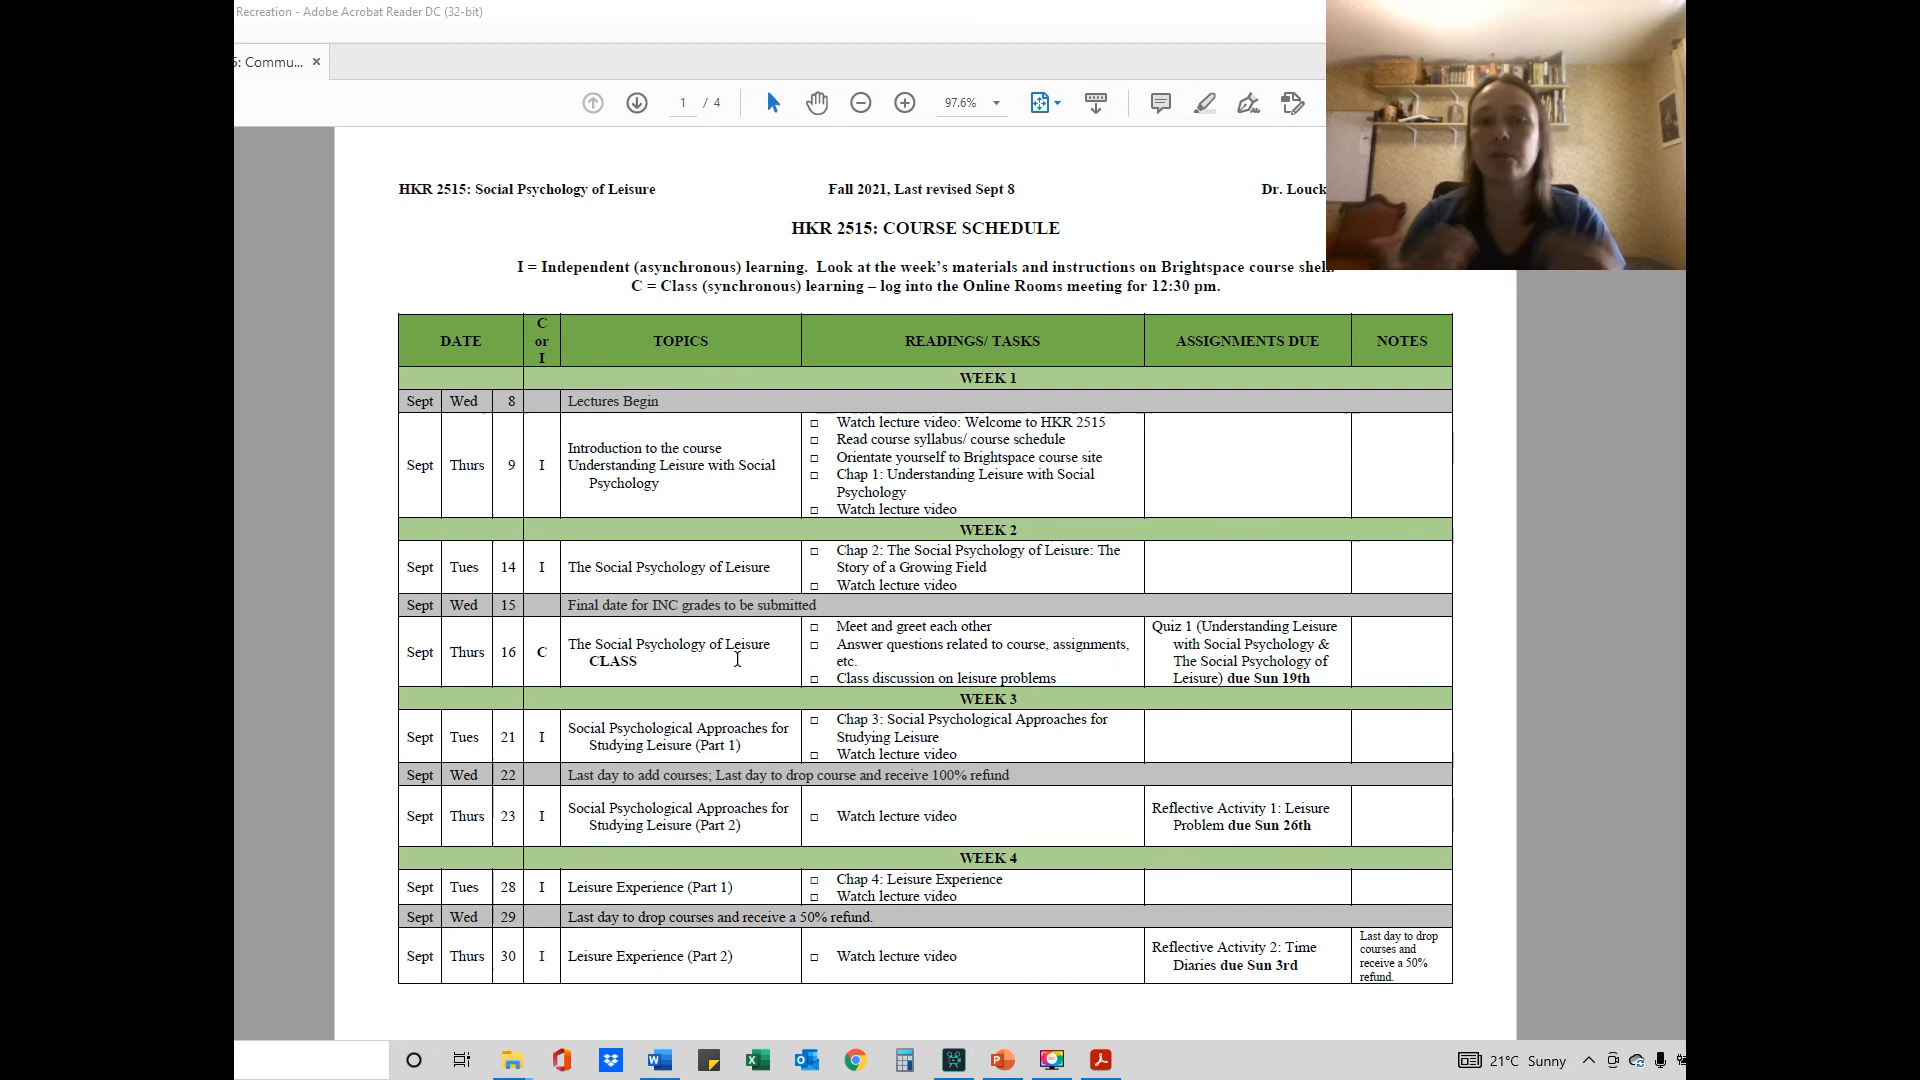 Recreation - Adobe Acrobat Reader DC (32-bit)
5: Commu... ×
1 / 4
97.6%
HKR 2515: Social Psychology of Leisure
Fall 2021, Last revised Sept 8
Dr. Louck
HKR 2515: COURSE SCHEDULE
I = Independent (asynchronous) learning. Look at the week's materials and instructions on Brightspace course shell.
C = Class (synchronous) learning – log into the Online Rooms meeting for 12:30 pm.
DATE
C
or
I
TOPICS
READINGS/ TASKS
ASSIGNMENTS DUE
NOTES
WEEK 1
Sept Wed 8 Lectures Begin
Sept Thurs 9 I
Introduction to the course
Understanding Leisure with Social
Psychology
Watch lecture video: Welcome to HKR 2515
Read course syllabus/ course schedule
Orientate yourself to Brightspace course site
Chap 1: Understanding Leisure with Social
Psychology
Watch lecture video
WEEK 2
Sept Tues 14 I The Social Psychology of Leisure
Chap 2: The Social Psychology of Leisure: The
Story of a Growing Field
Watch lecture video
Sept Wed 15 Final date for INC grades to be submitted
Sept Thurs 16 C
The Social Psychology of Leisure
CLASS
Meet and greet each other
Answer questions related to course, assignments,
etc.
Class discussion on leisure problems
Quiz 1 (Understanding Leisure
with Social Psychology &
The Social Psychology of
Leisure) due Sun 19th
WEEK 3
Sept Tues 21 I
Social Psychological Approaches for
Studying Leisure (Part 1)
Chap 3: Social Psychological Approaches for
Studying Leisure
Watch lecture video
Sept Wed 22 Last day to add courses; Last day to drop course and receive 100% refund
Sept Thurs 23 I
Social Psychological Approaches for
Studying Leisure (Part 2)
Watch lecture video
Reflective Activity 1: Leisure
Problem due Sun 26th
WEEK 4
Sept Tues 28 I Leisure Experience (Part 1)
Chap 4: Leisure Experience
Watch lecture video
Sept Wed 29 Last day to drop courses and receive a 50% refund.
Sept Thurs 30 I Leisure Experience (Part 2)
Watch lecture video
Reflective Activity 2: Time
Diaries due Sun 3rd
Last day to drop
courses and
receive a 50%
refund.
21°C Sunny